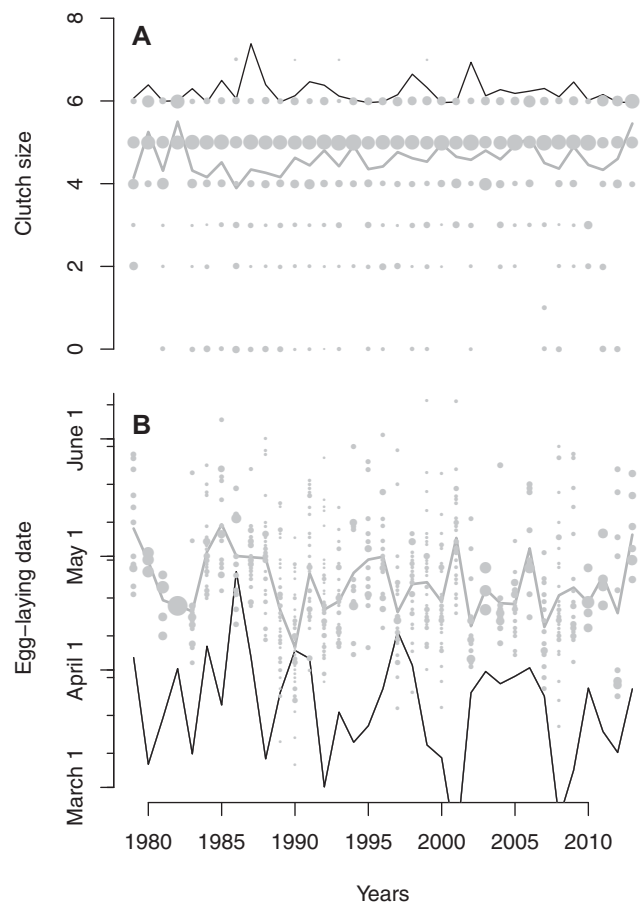 A
8
6
4
2
0
Clutch size
B
June 1
May 1
April 1
March 1
Egg–laying date
1980 1985 1990 1995 2000 2005 2010
Years